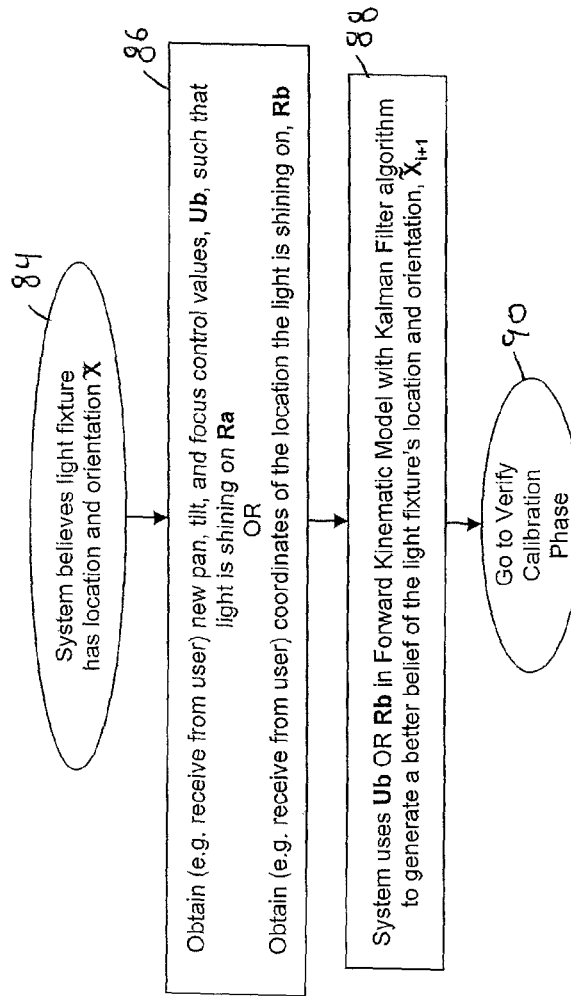 84
System believes light fixture
has location and orientation X
86
Obtain (e.g. receive from user) new pan, tilt, and focus control values, Ub, such that
light is shining on Ra
OR
Obtain (e.g. receive from user) coordinates of the location the light is shining on, Rb
88
System uses Ub OR Rb in Forward Kinematic Model with Kalman Filter algorithm
to generate a better belief of the light fixture's location and orientation, X̃i+1
90
Go to Verify
Calibration
Phase